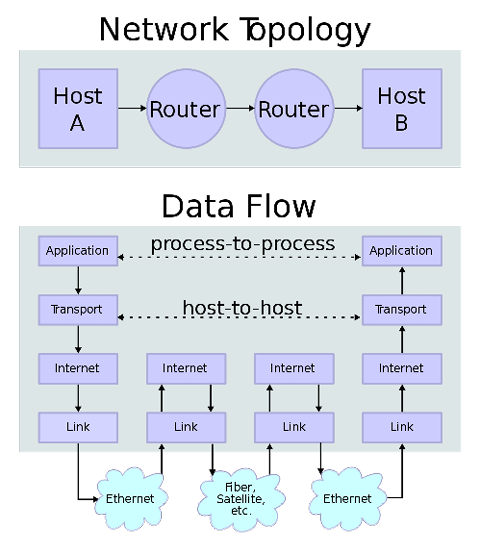 Network Topology
Host
A
Router
Router
Host
B
Data Flow
Application
process-to-process
Application
Transport
host-to-host
Transport
Internet
Internet
Internet
Internet
Link
Link
Link
Link
Ethernet
Fiber,
Satellite,
etc.
Ethernet